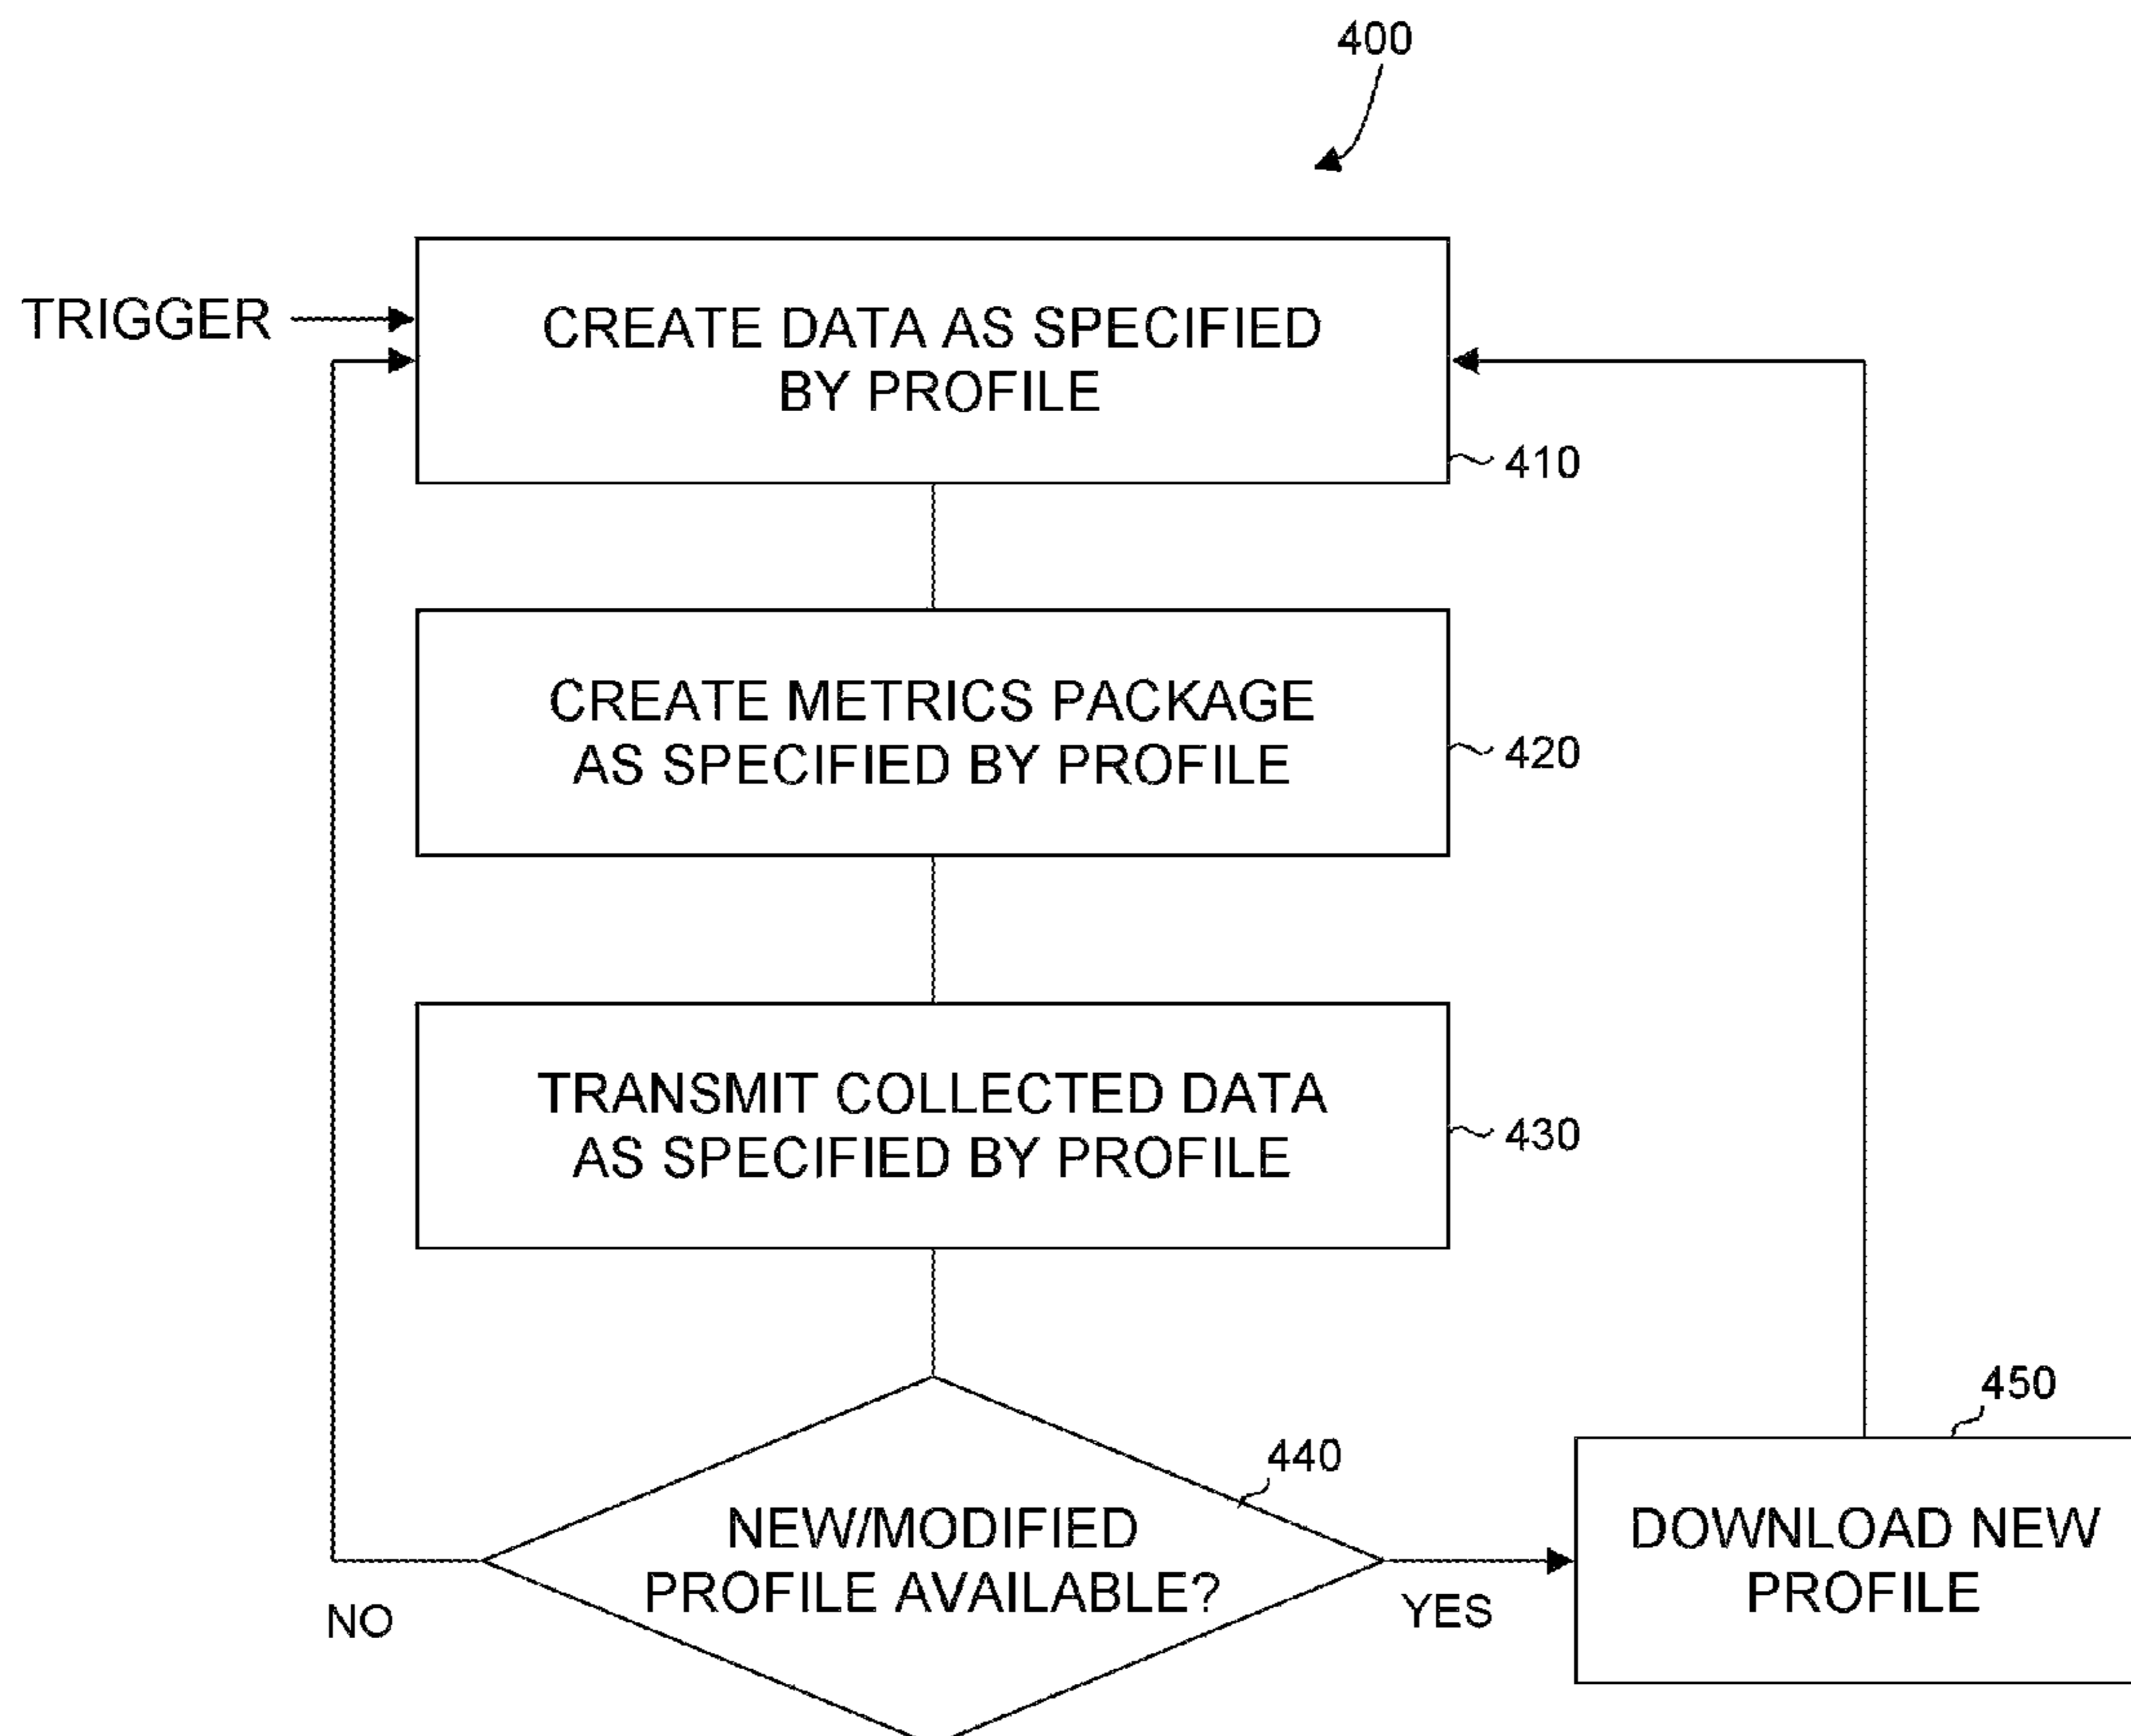 400
TRIGGER
CREATE DATA AS SPECIFIED
BY PROFILE
410
CREATE METRICS PACKAGE
AS SPECIFIED BY PROFILE
420
TRANSMIT COLLECTED DATA
AS SPECIFIED BY PROFILE
430
440
NEW/MODIFIED
PROFILE AVAILABLE?
NO
YES
450
DOWNLOAD NEW
PROFILE